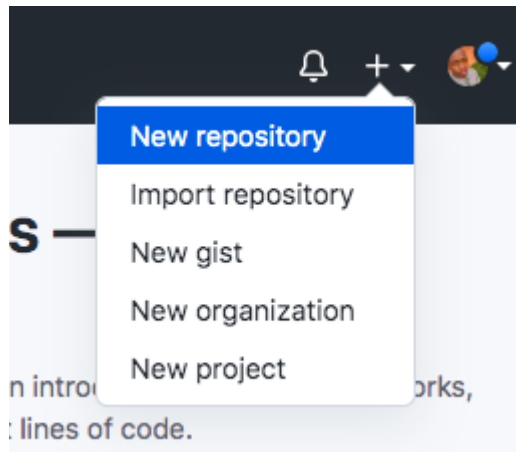 New repository
Import repository
s —
New gist
New organization
New project
n intro
orks,
lines of code.